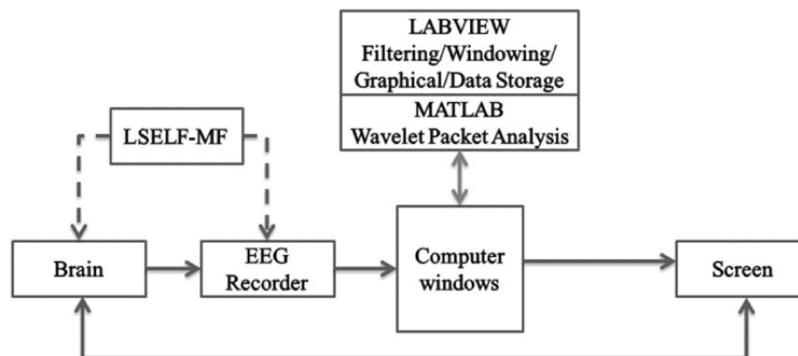 LABVIEW
Filtering/Windowing/
Graphical/Data Storage
MATLAB
Wavelet Packet Analysis
LSELF-MF
Brain
EEG
Recorder
Computer
windows
Screen